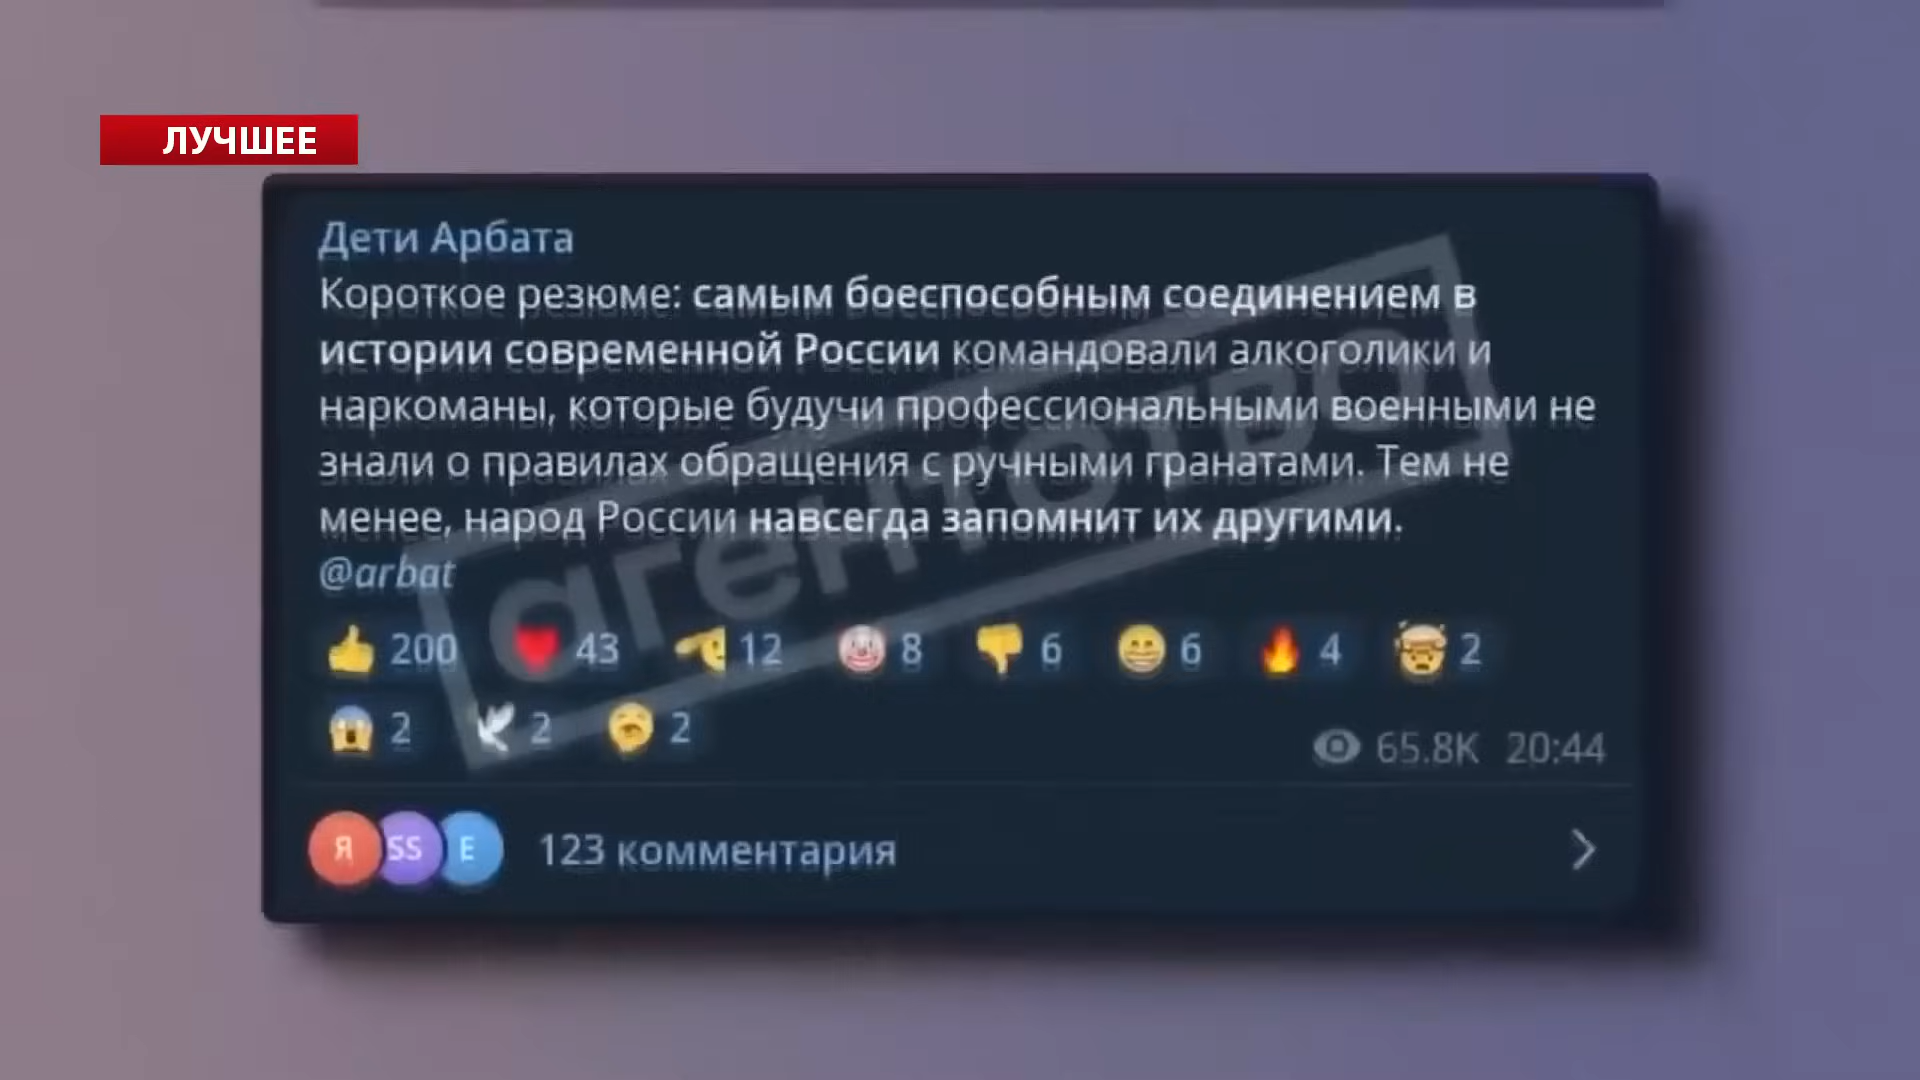 ЛУЧШЕЕ
Дети Арбата
Короткое резюме: самым боеспособным соединением в
истории современной России командовали алкоголики и
наркоманы, которые будучи профессиональными военными не
знали о правилах обращения с ручными гранатами. Тем не
менее, народ России навсегда запомнит их другими.
@arbat
агентство
200 43 12 8 6 6 4 2
2 2 2
65.8K 20:44
Я SS E 123 комментария